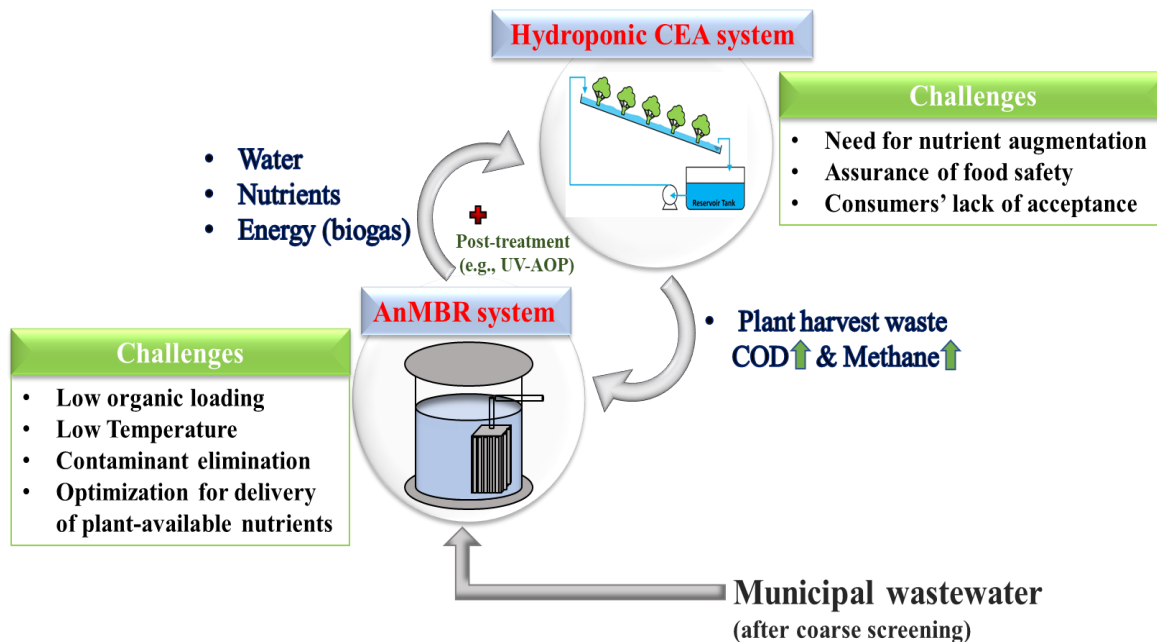 Hydroponic CEA system
Reservoir Tank
Challenges
• Need for nutrient augmentation
• Assurance of food safety
• Consumers' lack of acceptance
• Water
• Nutrients
• Energy (biogas)
Post-treatment
(e.g., UV-AOP)
AnMBR system
Challenges
• Low organic loading
• Low Temperature
• Contaminant elimination
• Optimization for delivery
of plant-available nutrients
• Plant harvest waste
COD & Methane
Municipal wastewater
(after coarse screening)